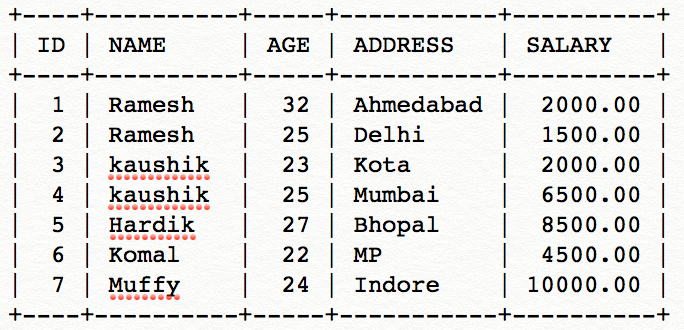 +----+----------+-----+-----------+----------+
| ID | NAME     | AGE | ADDRESS   | SALARY   |
+----+----------+-----+-----------+----------+
|  1 | Ramesh   |  32 | Ahmedabad |  2000.00 |
|  2 | Ramesh   |  25 | Delhi     |  1500.00 |
|  3 | kaushik  |  23 | Kota      |  2000.00 |
|  4 | kaushik  |  25 | Mumbai    |  6500.00 |
|  5 | Hardik   |  27 | Bhopal    |  8500.00 |
|  6 | Komal    |  22 | MP        |  4500.00 |
|  7 | Muffy    |  24 | Indore    | 10000.00 |
+----+----------+-----+-----------+----------+